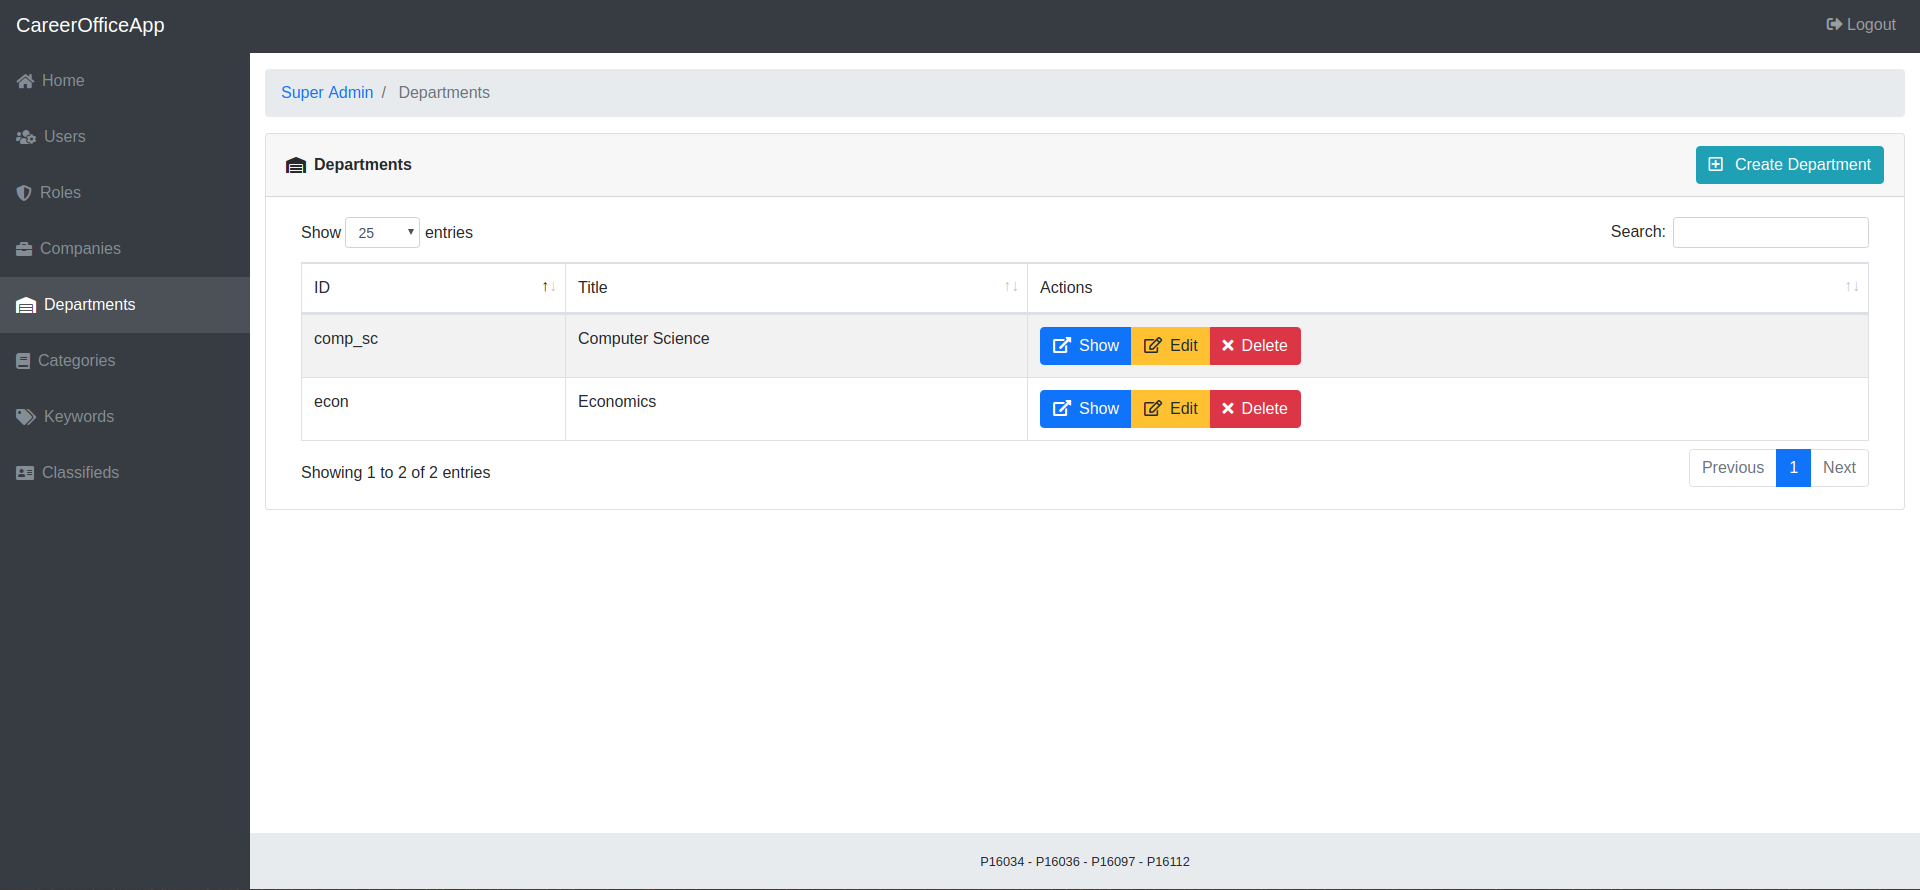 CareerOfficeApp
Logout
Home
Users
Roles
Companies
Departments
Categories
Keywords
Classifieds
Super Admin / Departments
Departments
Create Department
Show 25 entries
Search:
ID Title Actions
comp_sc Computer Science Show Edit Delete
econ Economics Show Edit Delete
Showing 1 to 2 of 2 entries
Previous 1 Next
P16034 - P16036 - P16097 - P16112